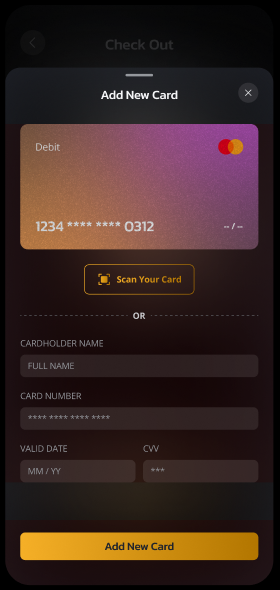 Check Out
Add New Card
Debit
1234 **** **** 0312
-- / --
Scan Your Card
OR
CARDHOLDER NAME
FULL NAME
CARD NUMBER
**** **** **** ****
VALID DATE CVV
MM / YY ***
Add New Card